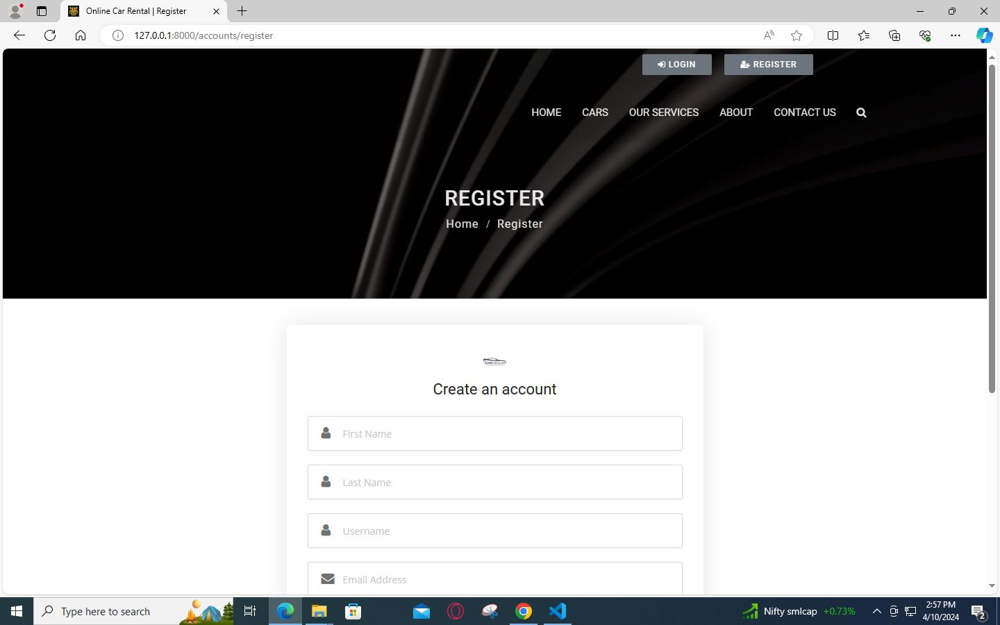 Online Car Rental | Register
127.0.0.1:8000/accounts/register
LOGIN
REGISTER
HOME
CARS
OUR SERVICES
ABOUT
CONTACT US
REGISTER
Home / Register
Create an account
First Name
Last Name
Username
Email Address
Type here to search
Nifty smlcap +0.73%
2:57 PM
4/10/2024
2